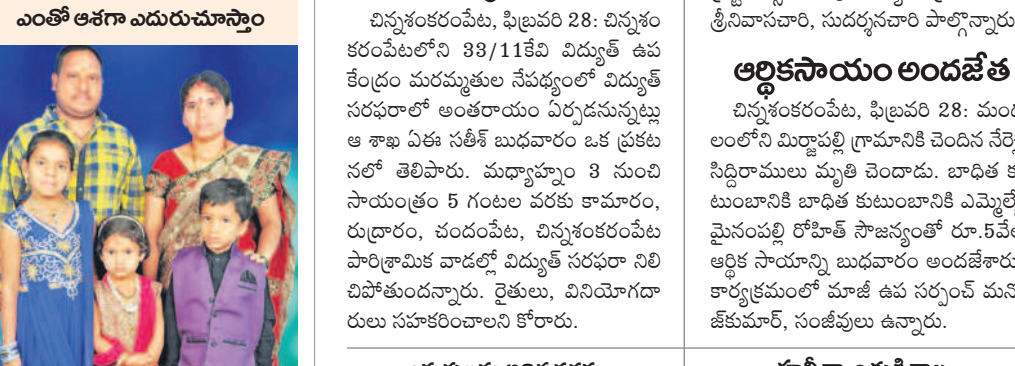 ఎంతో ఆశగా ఎదురుచూస్తాం
చిన్నశంకరంపేట, ఫిబ్రవరి 28: చిన్నశం
కరంపేటలోని 33/11కేవి విద్యుత్ ఉప
కేంద్రం మరమ్మతుల నేపథ్యంలో విద్యుత్
సరఫరాలో అంతరాయం ఏర్పడనున్నట్లు
ఆ శాఖ ఏఈ సతీశ్ బుధవారం ఒక ప్రకట
నలో తెలిపారు. మధ్యాహ్నం 3 నుంచి
సాయంత్రం 5 గంటల వరకు కామారం,
రుద్రారం, చందంపేట, చిన్నశంకరంపేట
పారిశ్రామిక వాడల్లో విద్యుత్ సరఫరా నిలి
చిపోతుందన్నారు. రైతులు, వినియోగదా
రులు సహకరించాలని కోరారు.
శ్రీనివాసచారి, సుదర్శనచారి పాల్గొన్నారు
ఆర్థికసాయం అందజేత
చిన్నశంకరంపేట, ఫిబ్రవరి 28: మండ
లంలోని మిర్జాపల్లి గ్రామానికి చెందిన
సిద్దిరాములు మృతి చెందాడు. బాధిత
టుంబానికి బాధిత కుటుంబానికి ఎమ్మెల్యే
మైనంపల్లి రోహిత్ సౌజన్యంతో రూ.5వేల
ఆర్థిక సాయాన్ని బుధవారం అందజేశారు
కార్యక్రమంలో మాజీ ఉప సర్పంచ్ మనో
జ్‌కుమార్, సంజీవులు ఉన్నారు.